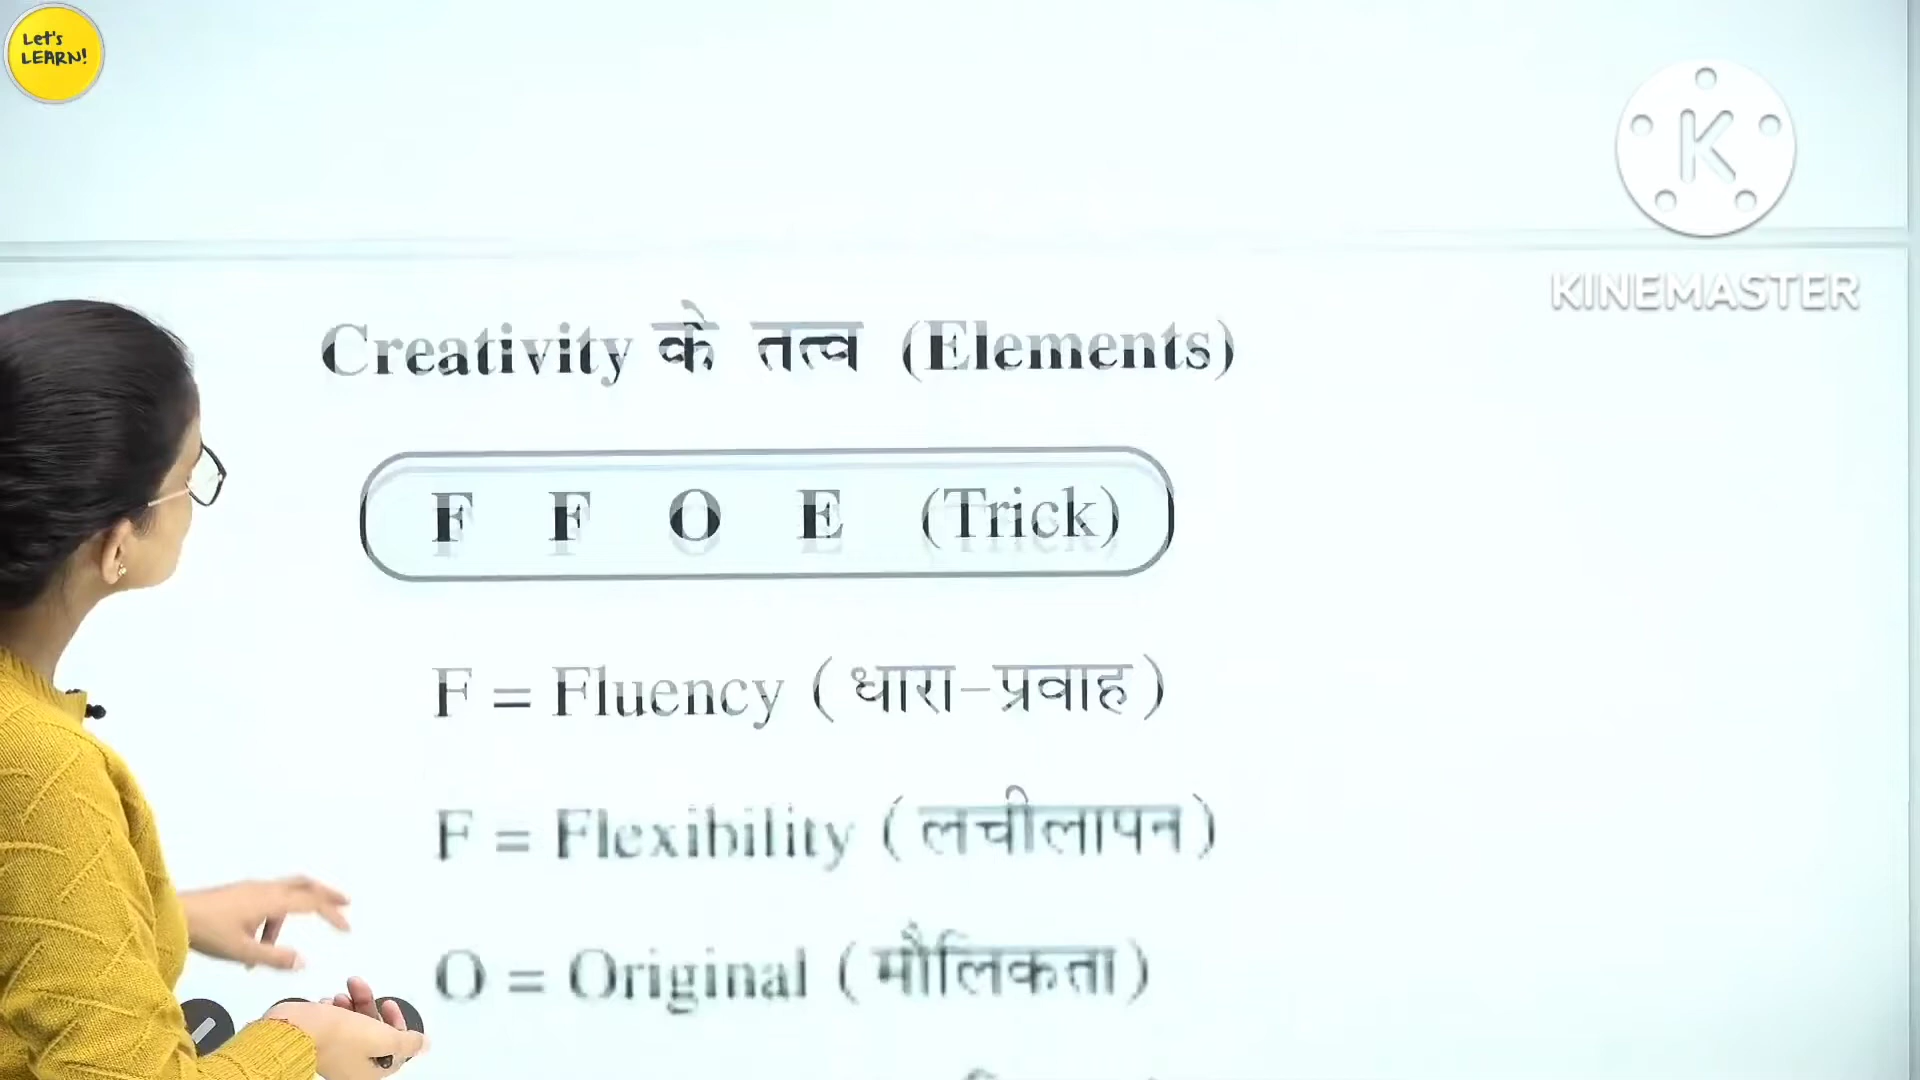 Let's
LEARN!
KINEMASTER
Creativity के तत्व (Elements)
F F O E (Trick)
F = Fluency (धारा-प्रवाह)
F = Flexibility (लचीलापन)
O = Original (मौलिकता)